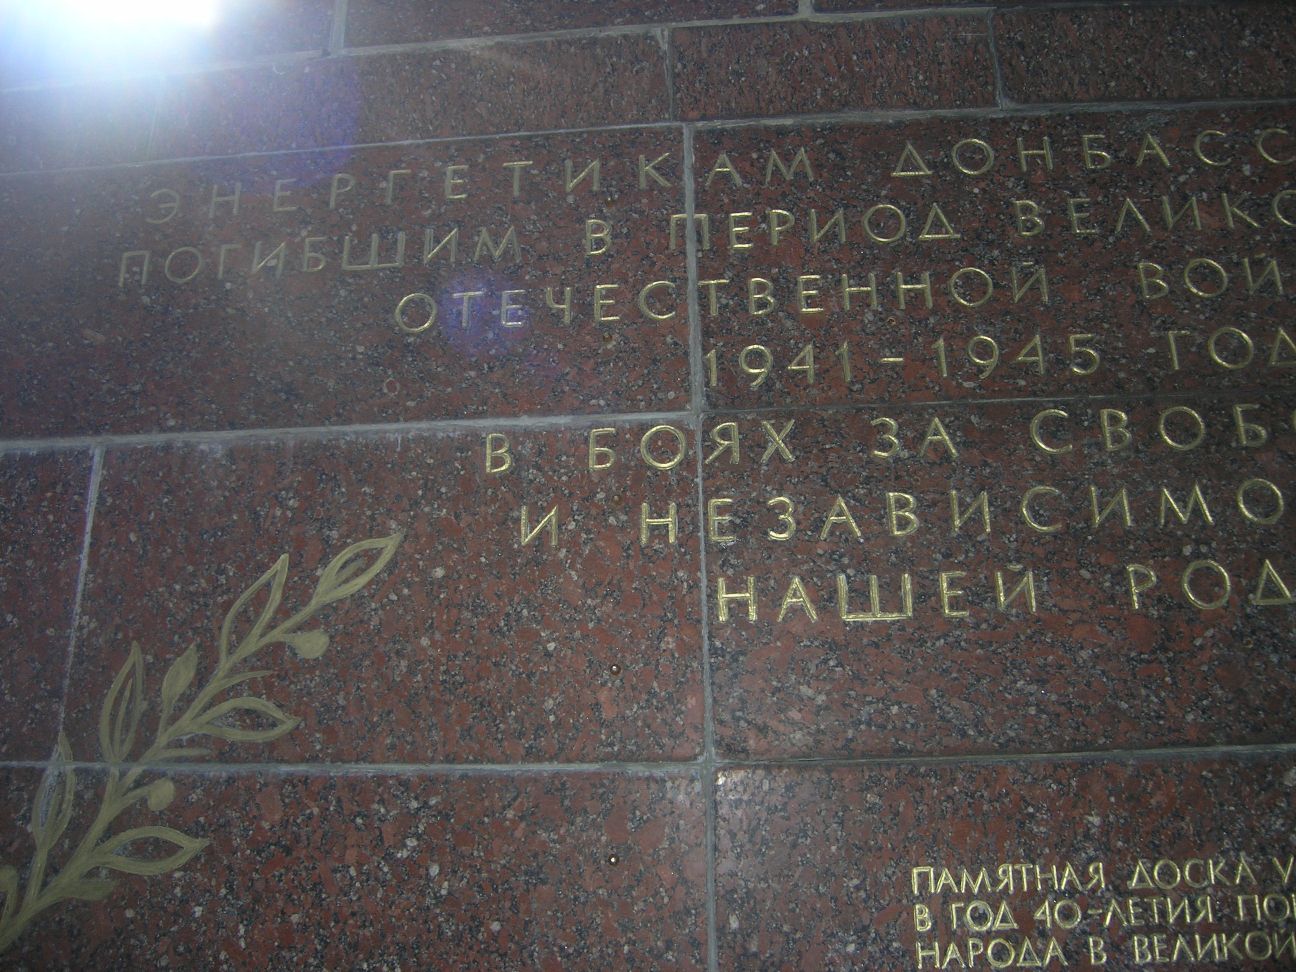 ЭНЕРГЕТИКАМ ДОНБАСС
ПОГИБШИМ В ПЕРИОД ВЕЛИКО
ОТЕЧЕСТВЕННОЙ ВОЙ
1941-1945 ГОД
В БОЯХ ЗА СВОБО
И НЕЗАВИСИМО
НАШЕЙ РОД
ПАМЯТНАЯ ДОСКА У
В ГОД 40-ЛЕТИЯ ПО
НАРОДА В ВЕЛИКОЙ